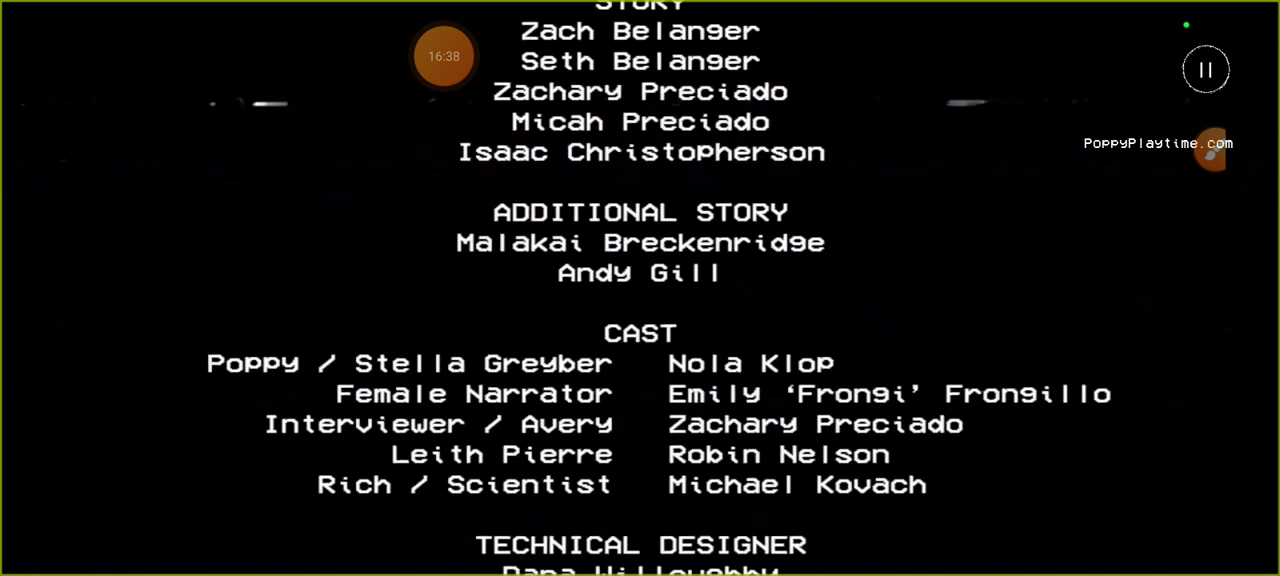 STORY
Zach Belanger
Seth Belanger
Zachary Preciado
Micah Preciado
Isaac Christopherson
ADDITIONAL STORY
Malakai Breckenridge
Andy Gill
CAST
Poppy / Stella Greyber Nola Klop
Female Narrator Emily ‘Frongi’ Frongillo
Interviewer / Avery Zachary Preciado
Leith Pierre Robin Nelson
Rich / Scientist Michael Kovach
TECHNICAL DESIGNER
16:38
PoppyPlaytime.com